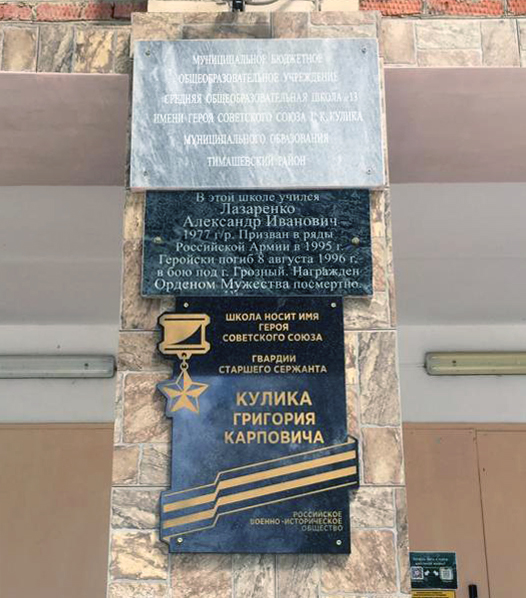 МУНИЦИПАЛЬНОЕ БЮДЖЕТНОЕ
ОБЩЕОБРАЗОВАТЕЛЬНОЕ УЧРЕЖДЕНИЕ
СРЕДНЯЯ ОБЩЕОБРАЗОВАТЕЛЬНАЯ ШКОЛА №13
ИМЕНИ ГЕРОЯ СОВЕТСКОГО СОЮЗА Г. К. КУЛИКА
МУНИЦИПАЛЬНОГО ОБРАЗОВАНИЯ
ТИМАШЕВСКИЙ РАЙОН
В этой школе учился
Лазаренко
Александр Иванович
1977 г/р. Призван в ряды
Российской Армии в 1995 г.
Геройски погиб 8 августа 1996 г.
в бою под г. Грозный. Награжден
Орденом Мужества посмертно.
ШКОЛА НОСИТ ИМЯ
ГЕРОЯ
СОВЕТСКОГО СОЮЗА
ГВАРДИИ
СТАРШЕГО СЕРЖАНТА
КУЛИКА
ГРИГОРИЯ
КАРПОВИЧА
РОССИЙСКОЕ
ВОЕННО-ИСТОРИЧЕСКОЕ
ОБЩЕСТВО